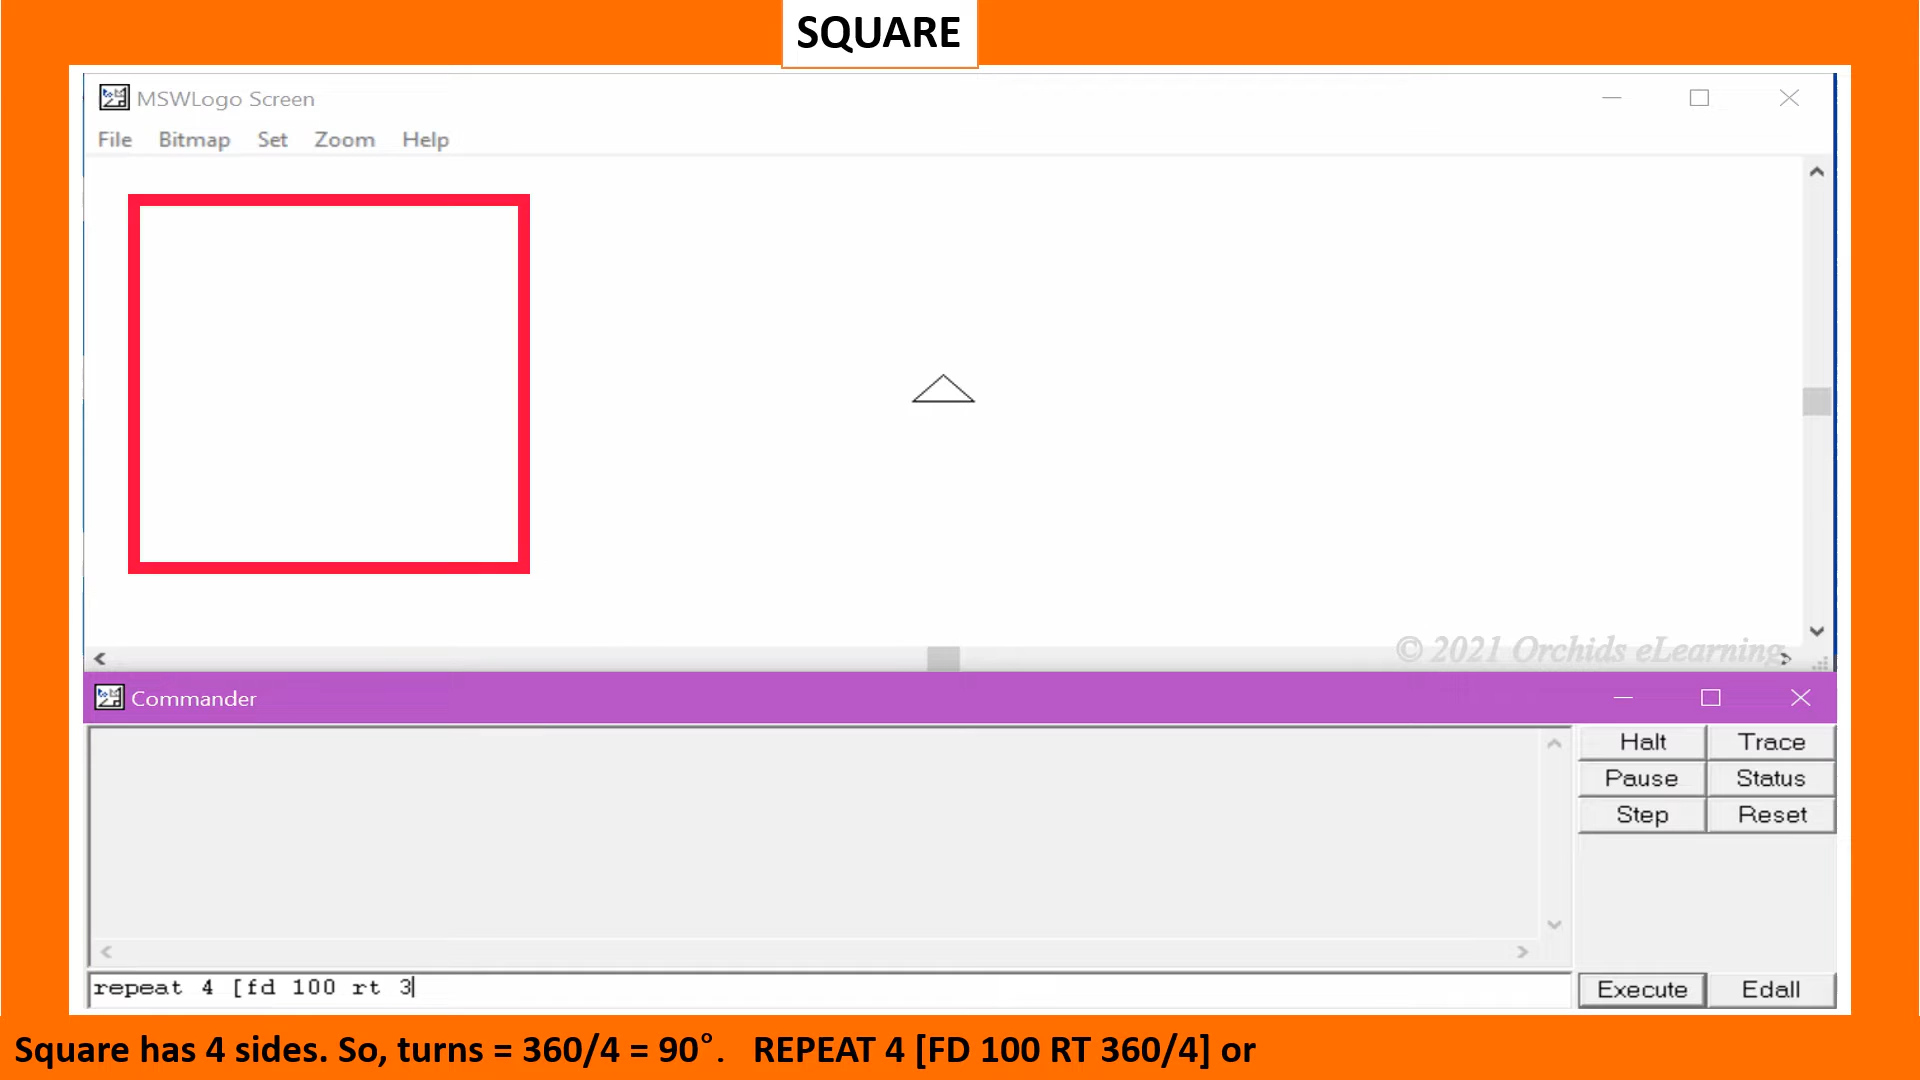 SQUARE
MSWLogo Screen
File Bitmap Set Zoom Help
© 2021 Orchids eLearning
Commander
Halt Trace
Pause Status
Step Reset
repeat 4 [fd 100 rt 3
Execute Edall
Square has 4 sides. So, turns = 360/4 = 90°. REPEAT 4 [FD 100 RT 360/4] or